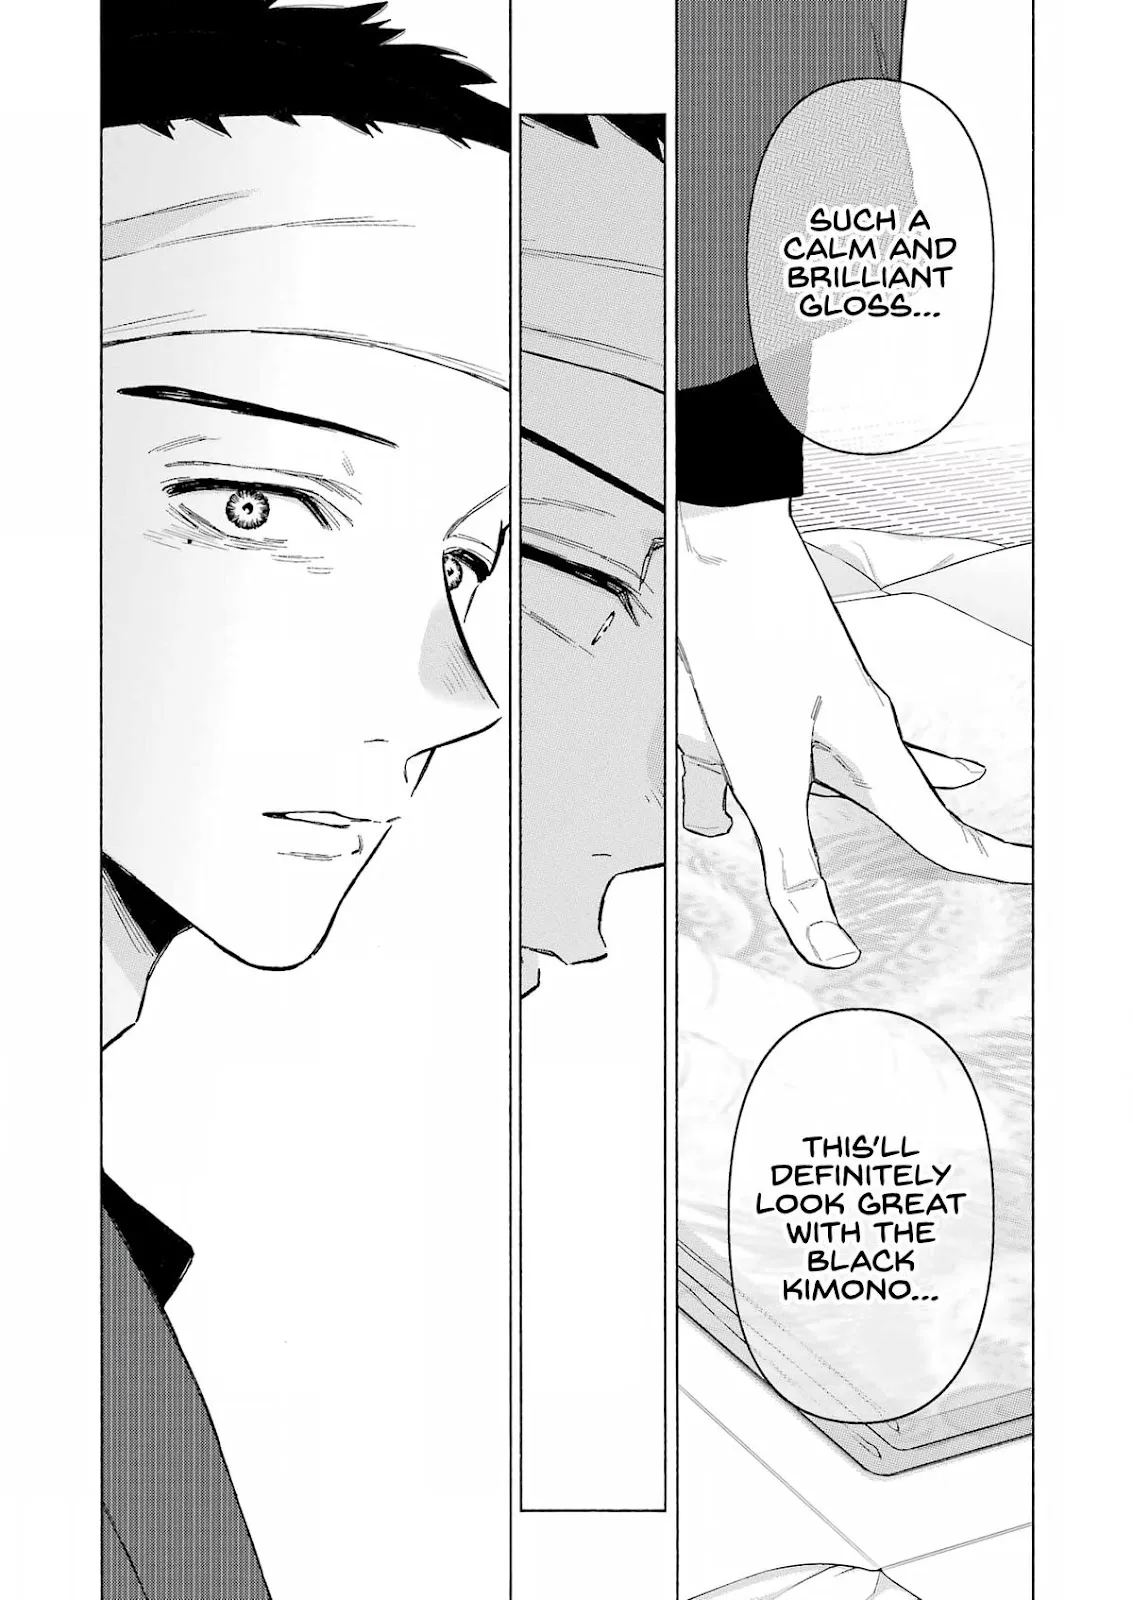 SUCH A
CALM AND
BRILLIANT
GLOSS...
THIS'LL
DEFINITELY
LOOK GREAT
WITH THE
BLACK
KIMONO...